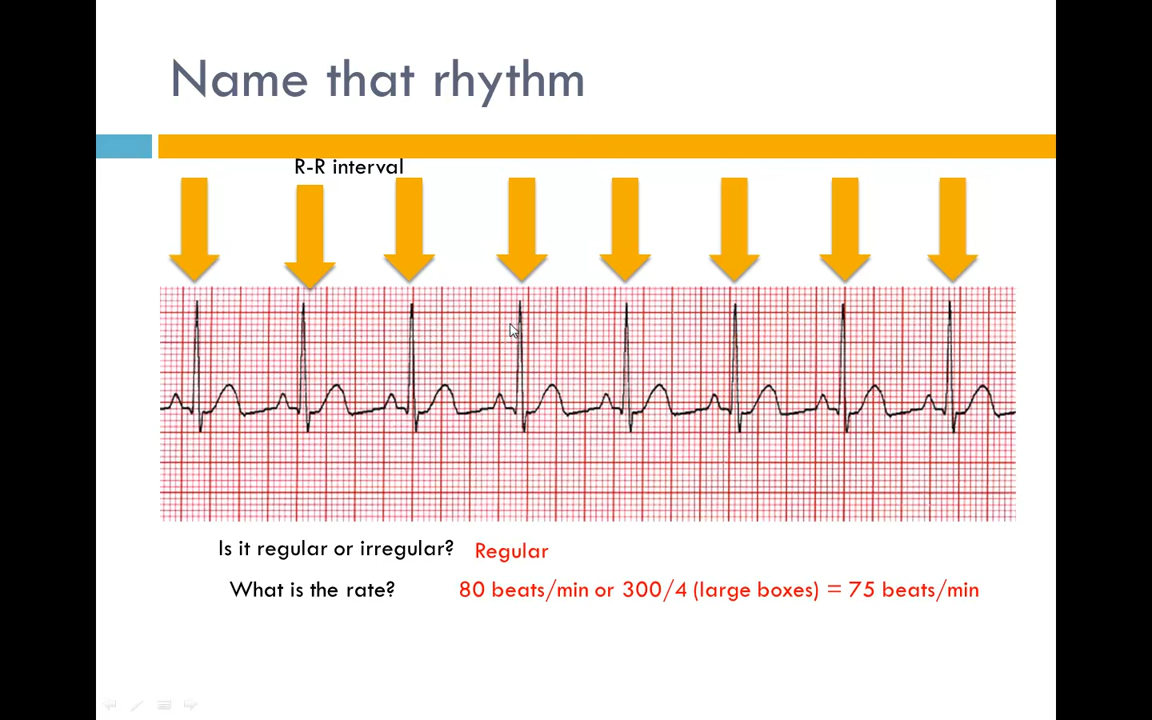 Name that rhythm
R-R interval
Is it regular or irregular? Regular
What is the rate? 80 beats/min or 300/4 (large boxes) = 75 beats/min